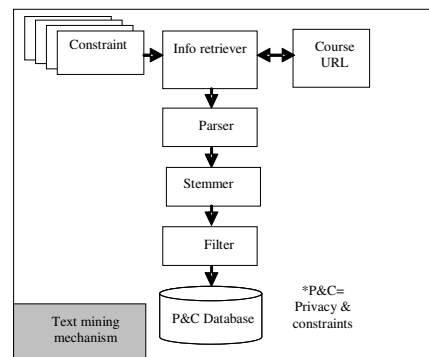 Constraint
Info retriever
Course
URL
Parser
Stemmer
Filter
P&C Database
*P&C=
Privacy &
constraints
Text mining
mechanism